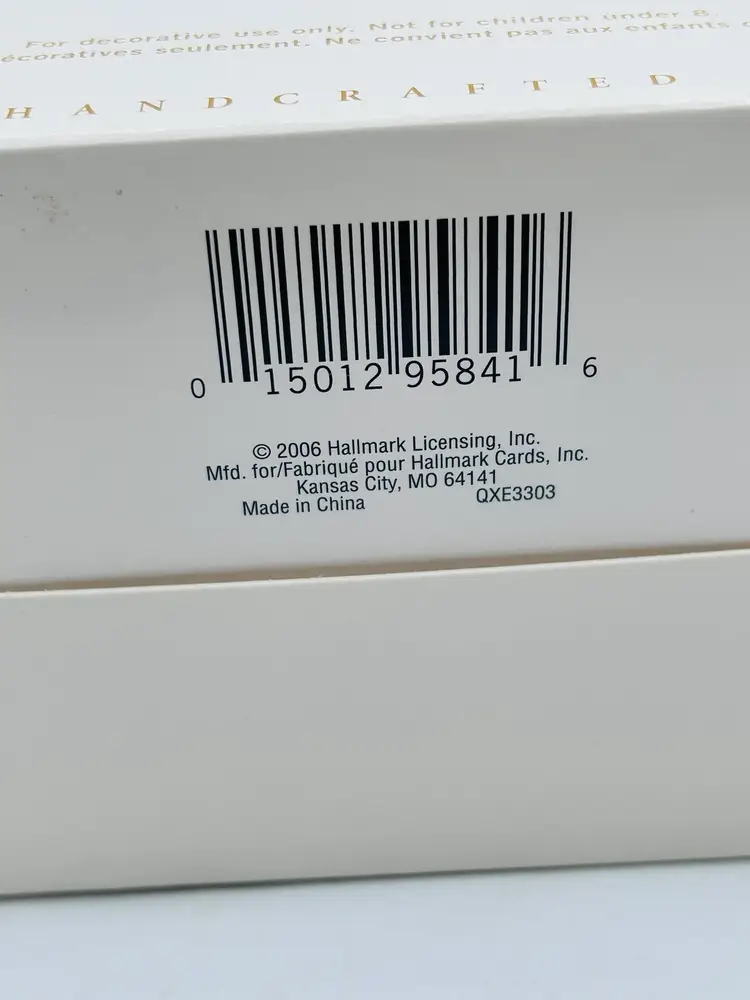 For decorative use only. Not for children under 8.
écoratives seulement. Ne convient pas aux enfants
HANDCRAFTED
0 15012 95841 6
© 2006 Hallmark Licensing, Inc.
Mfd. for/Fabriqué pour Hallmark Cards, Inc.
Kansas City, MO 64141
Made in China QXE3303